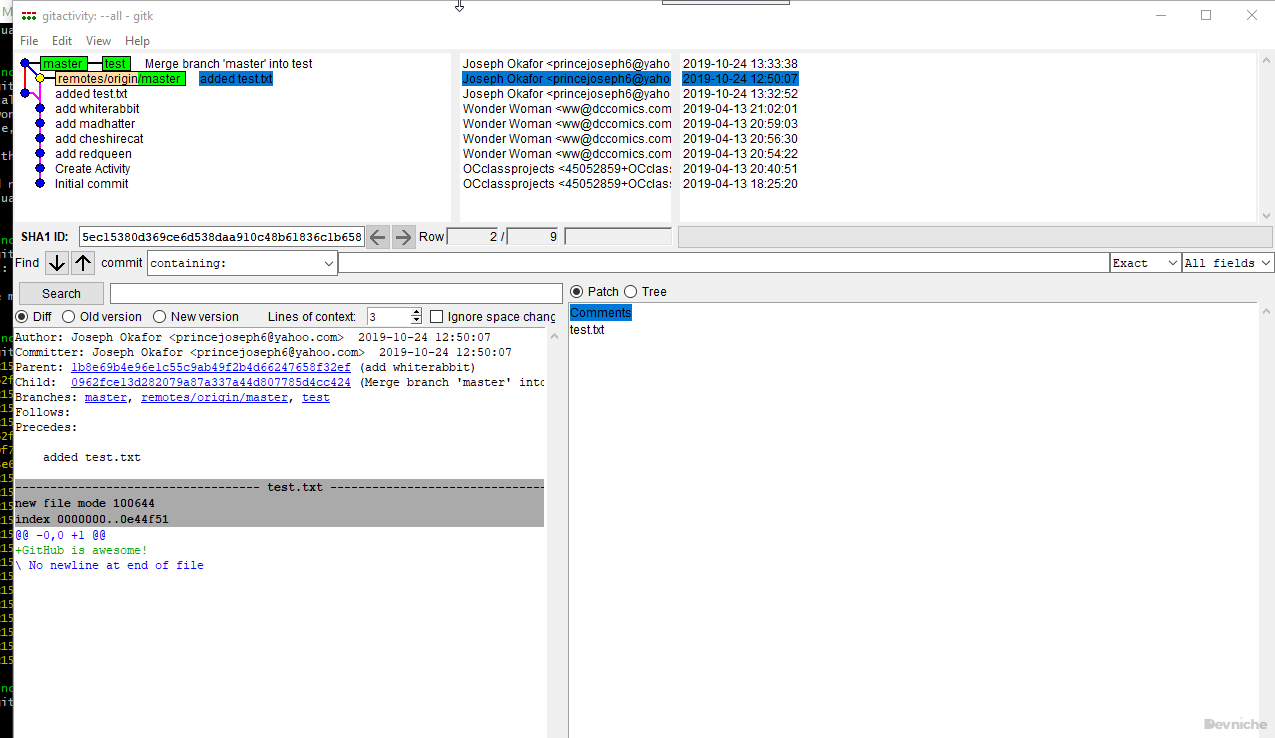 gitactivity: --all - gitk
File Edit View Help
master test Merge branch 'master' into test Joseph Okafor <princejoseph6@yaho 2019-10-24 13:33:38
remotes/origin/master added test.txt Joseph Okafor <princejoseph6@yaho 2019-10-24 12:50:07
added test.txt Joseph Okafor <princejoseph6@yaho 2019-10-24 13:32:52
add whiterabbit Wonder Woman <ww@dccomics.com 2019-04-13 21:02:01
add madhatter Wonder Woman <ww@dccomics.com 2019-04-13 20:59:03
add cheshirecat Wonder Woman <ww@dccomics.com 2019-04-13 20:56:30
add redqueen Wonder Woman <ww@dccomics.com 2019-04-13 20:54:22
Create Activity OCclassprojects <45052859+OCclass 2019-04-13 20:40:51
Initial commit OCclassprojects <45052859+OCclass 2019-04-13 18:25:20
SHA1 ID: 5ec15380d369ce6d538daa910c48b61836c1b658 Row 2 / 9
Find commit containing: Exact All fields
Search Patch Tree
Diff Old version New version Lines of context: 3 Ignore space chang
Comments
test.txt
Author: Joseph Okafor <princejoseph6@yahoo.com> 2019-10-24 12:50:07
Committer: Joseph Okafor <princejoseph6@yahoo.com> 2019-10-24 12:50:07
Parent: 1b8e69b4e96e1c55c9ab49f2b4d66247658f32ef (add whiterabbit)
Child: 0962fce13d282079a87a337a44d807785d4cc424 (Merge branch 'master' into
Branches: master, remotes/origin/master, test
Follows:
Precedes:
added test.txt
----------------------------------- test.txt -------------------------------
new file mode 100644
index 0000000..0e44f51
@@ -0,0 +1 @@
+GitHub is awesome!
\ No newline at end of file
Devniche